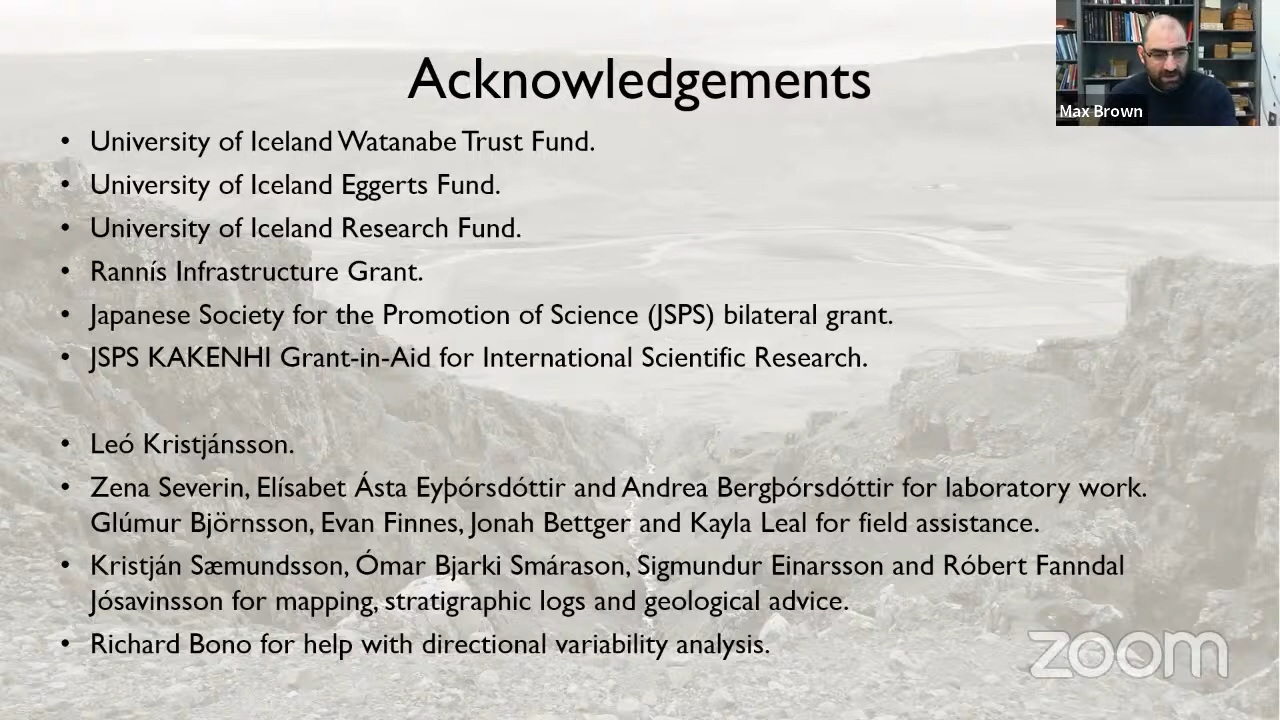 Acknowledgements
Max Brown
• University of Iceland Watanabe Trust Fund.
• University of Iceland Eggerts Fund.
• University of Iceland Research Fund.
• Rannís Infrastructure Grant.
• Japanese Society for the Promotion of Science (JSPS) bilateral grant.
• JSPS KAKENHI Grant-in-Aid for International Scientific Research.
• Leó Kristjánsson.
• Zena Severin, Elísabet Ásta Eyþórsdóttir and Andrea Bergþórsdóttir for laboratory work.
Glúmur Björnsson, Evan Finnes, Jonah Bettger and Kayla Leal for field assistance.
• Kristján Sæmundsson, Ómar Bjarki Smárason, Sigmundur Einarsson and Róbert Fanndal
Jósavinsson for mapping, stratigraphic logs and geological advice.
• Richard Bono for help with directional variability analysis.
zoom